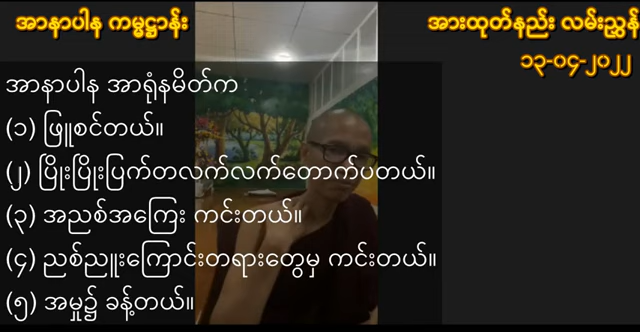 အာနာပါန ကမ္မဋ္ဌာန်း
အားထုတ်နည်း လမ်းညွှန်
၁၃-၀၄-၂၀၂၂
အာနာပါန အာရုံနမိတ်က
(၁) ဖြူစင်တယ်။
(၂) ပြိုးပြိုးပြက်တလက်လက်တောက်ပတယ်။
(၃) အညစ်အကြေး ကင်းတယ်။
(၄) ညစ်ညူးကြောင်းတရားတွေမှ ကင်းတယ်။
(၅) အမှု၌ ခန့်တယ်။